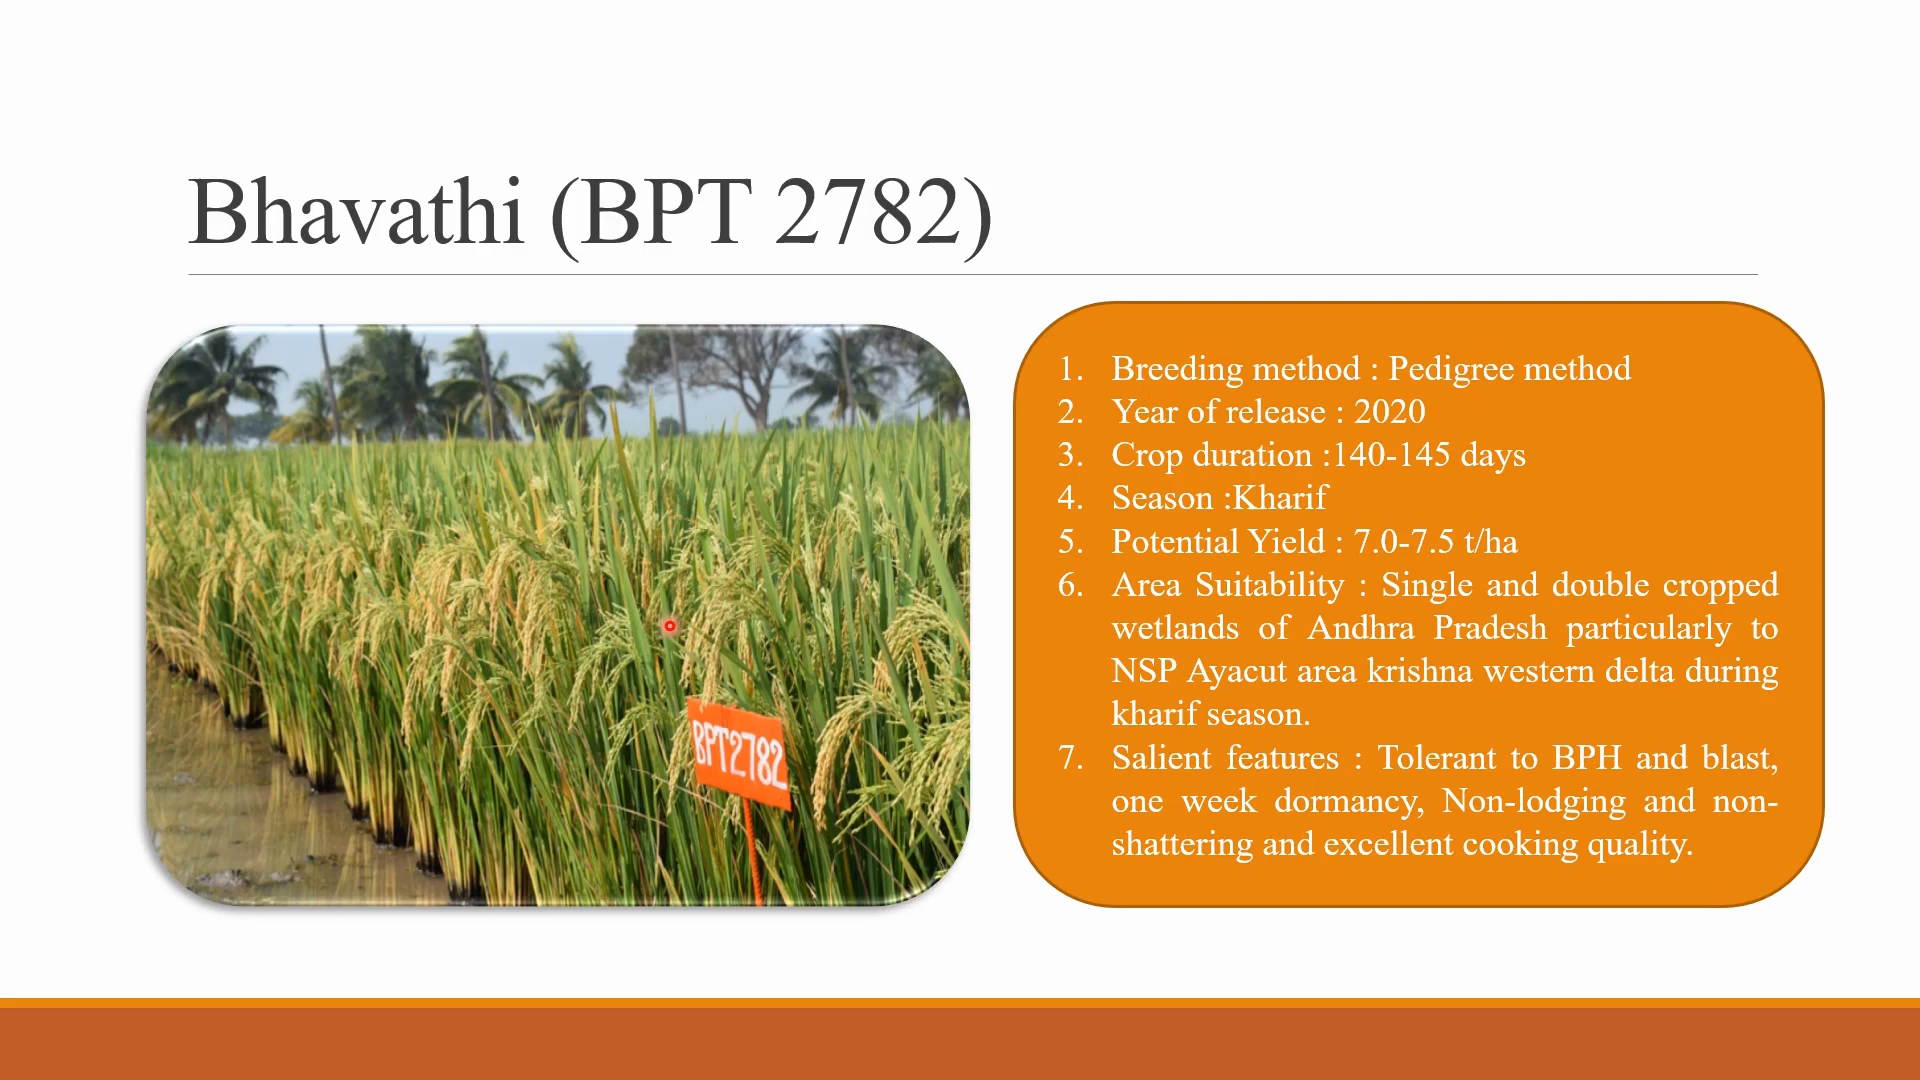 Bhavathi (BPT 2782)
BPT2782
1. Breeding method : Pedigree method
2. Year of release : 2020
3. Crop duration :140-145 days
4. Season :Kharif
5. Potential Yield : 7.0-7.5 t/ha
6. Area Suitability : Single and double cropped
wetlands of Andhra Pradesh particularly to
NSP Ayacut area krishna western delta during
kharif season.
7. Salient features : Tolerant to BPH and blast,
one week dormancy, Non-lodging and non-
shattering and excellent cooking quality.